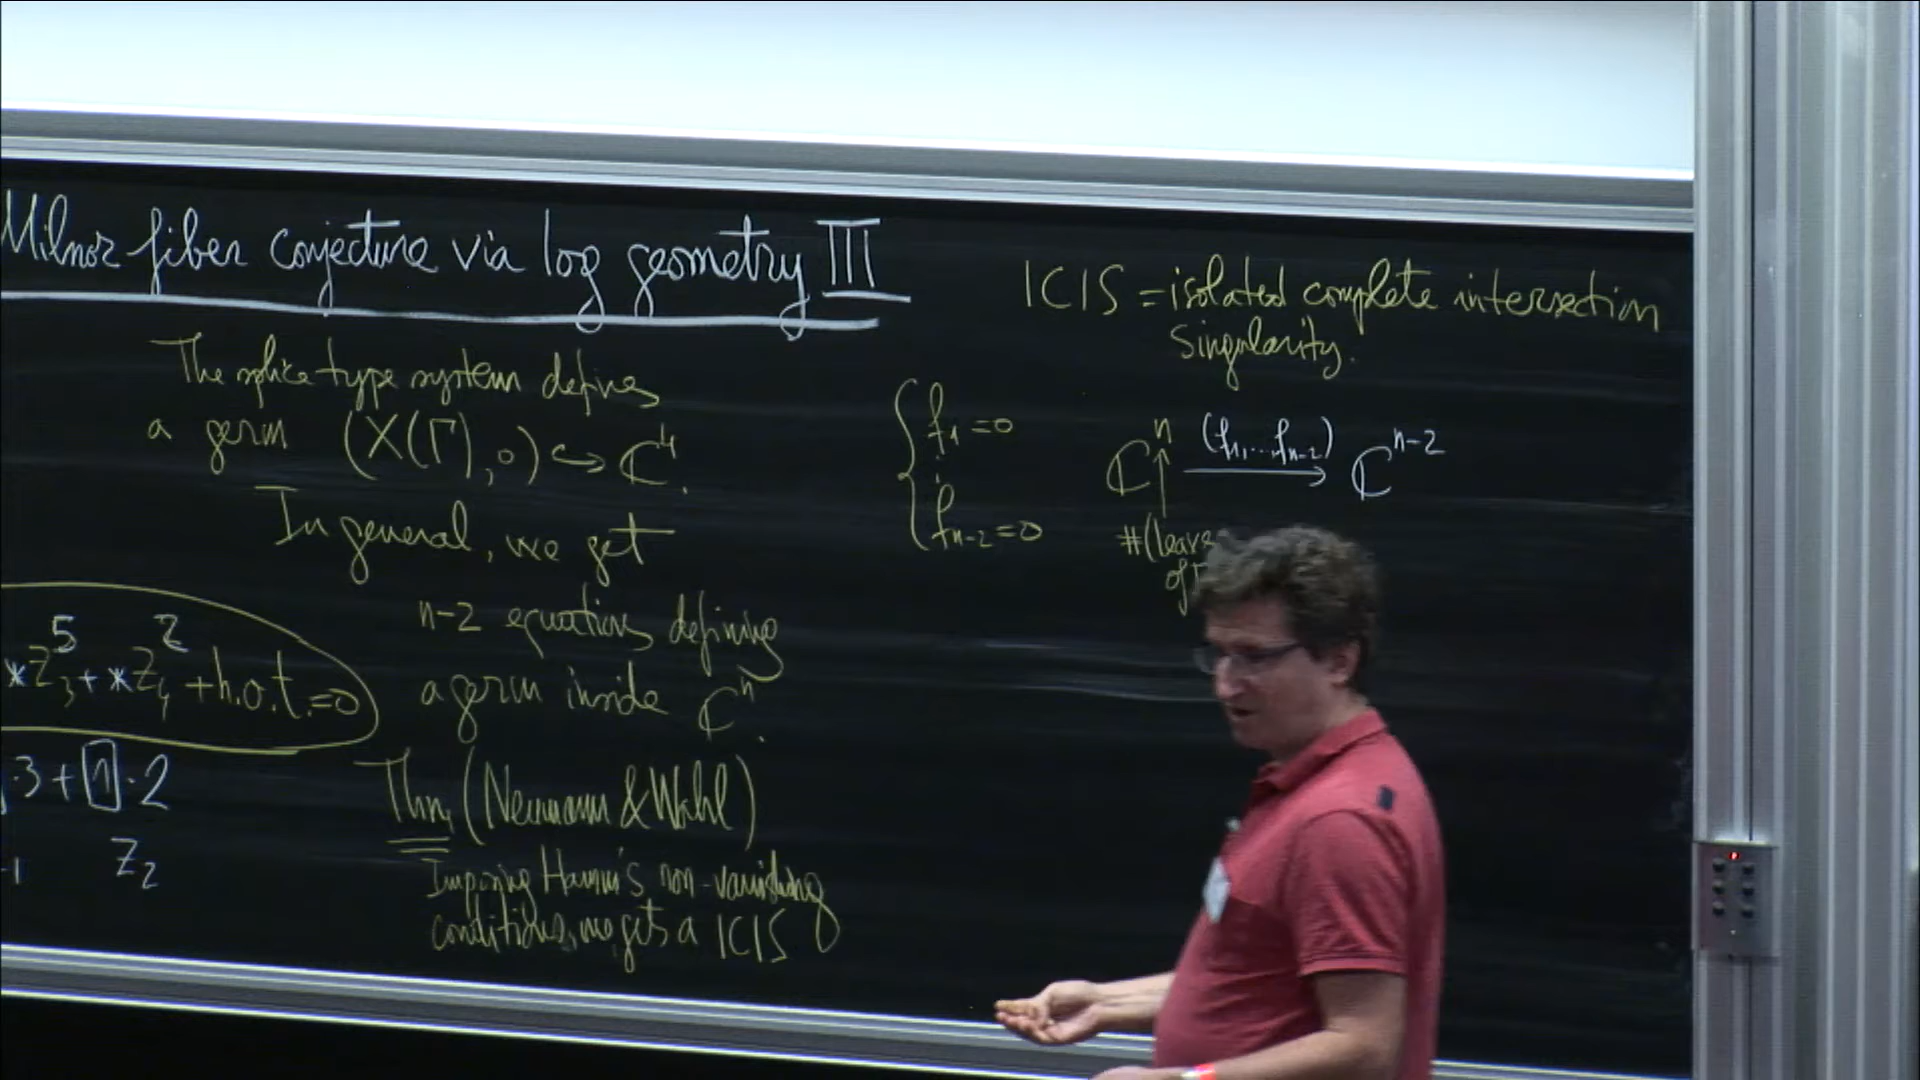 Milnor fiber conjecture via log geometry III
The splice type system defines
a germ (X(Γ),0) ↪ ℂ⁴.
In general, we get
n-2 equations defining
a germ inside ℂⁿ.
*z₃⁵ + *z₄² + h.o.t. = 0
·3 + 1 ·2
z₂
Thm (Neumann & Wahl)
Imposing Hamm's non-vanishing
conditions, we gets a ICIS
ICIS = isolated complete intersection
singularity.
f₁ = 0
⋮
fₙ₋₂ = 0
ℂⁿ (f₁, ..., fₙ₋₂) → ℂⁿ⁻²
↑
#(leave
of